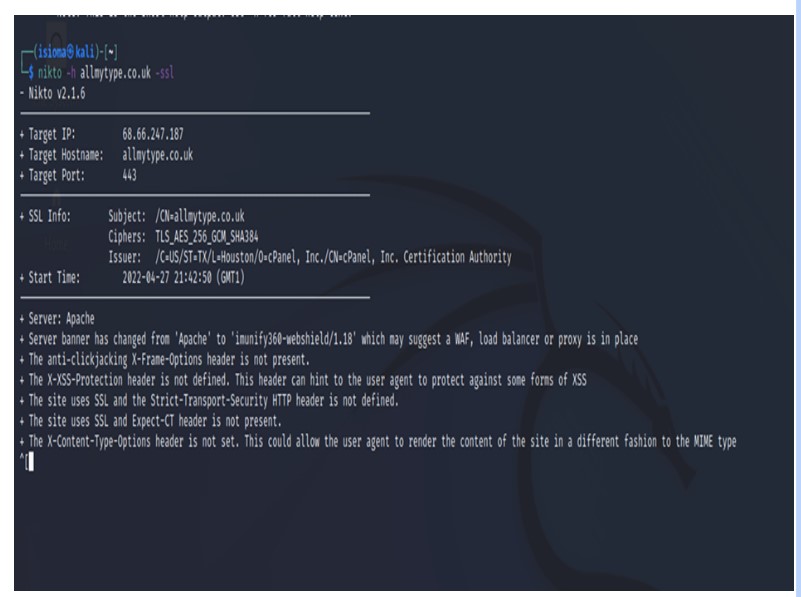 ┌──(isioma㉿kali)-[~]
└─$ nikto -h allmytype.co.uk -ssl
- Nikto v2.1.6
+ Target IP: 68.66.247.187
+ Target Hostname: allmytype.co.uk
+ Target Port: 443
+ SSL Info: Subject: /CN=allmytype.co.uk
Ciphers: TLS_AES_256_GCM_SHA384
Issuer: /C=US/ST=TX/L=Houston/O=cPanel, Inc./CN=cPanel, Inc. Certification Authority
+ Start Time: 2022-04-27 21:42:50 (GMT1)
+ Server: Apache
+ Server banner has changed from 'Apache' to 'imunify360-webshield/1.18' which may suggest a WAF, load balancer or proxy is in place
+ The anti-clickjacking X-Frame-Options header is not present.
+ The X-XSS-Protection header is not defined. This header can hint to the user agent to protect against some forms of XSS
+ The site uses SSL and the Strict-Transport-Security HTTP header is not defined.
+ The site uses SSL and Expect-CT header is not present.
+ The X-Content-Type-Options header is not set. This could allow the user agent to render the content of the site in a different fashion to the MIME type
^[